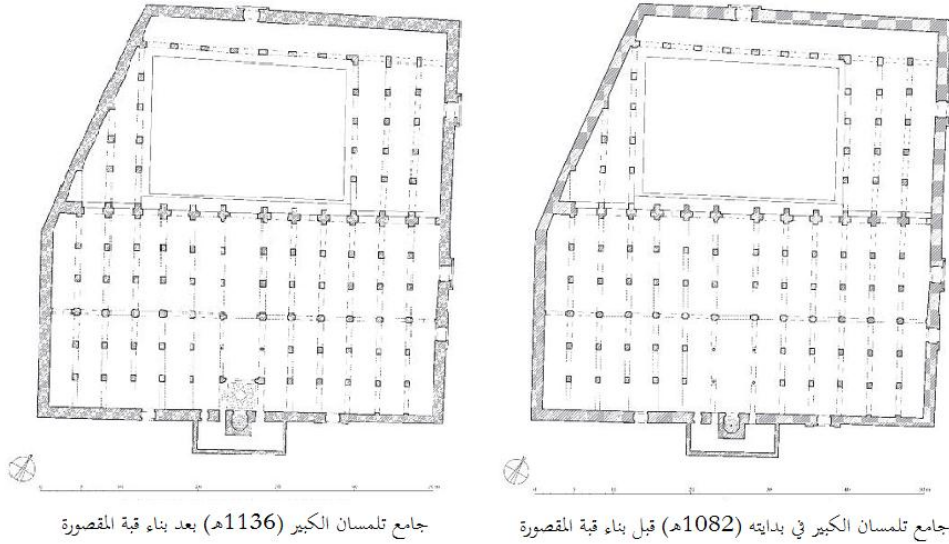 جامع تلمسان الكبير في بدايته (1082هـ) قبل بناء قبة المقصورة
جامع تلمسان الكبير (1136هـ) بعد بناء قبة المقصورة